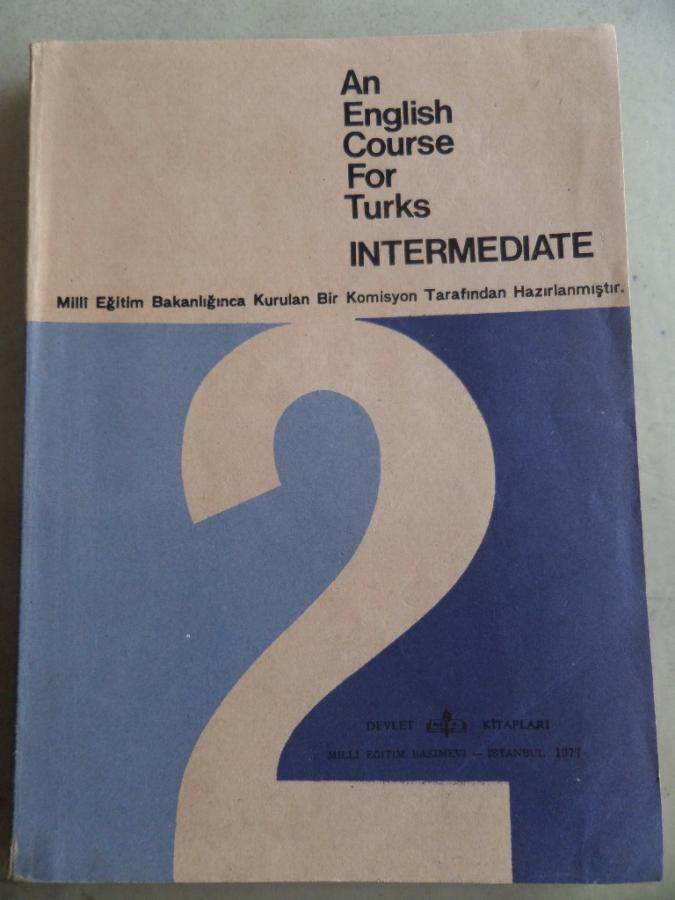 An
English
Course
For
Turks
INTERMEDIATE
Milli Eğitim Bakanlığınca Kurulan Bir Komisyon Tarafından Hazırlanmıştır.
2
DEVLET KİTAPLARI
MİLLİ EĞİTİM BASIMEVİ — İSTANBUL 1977